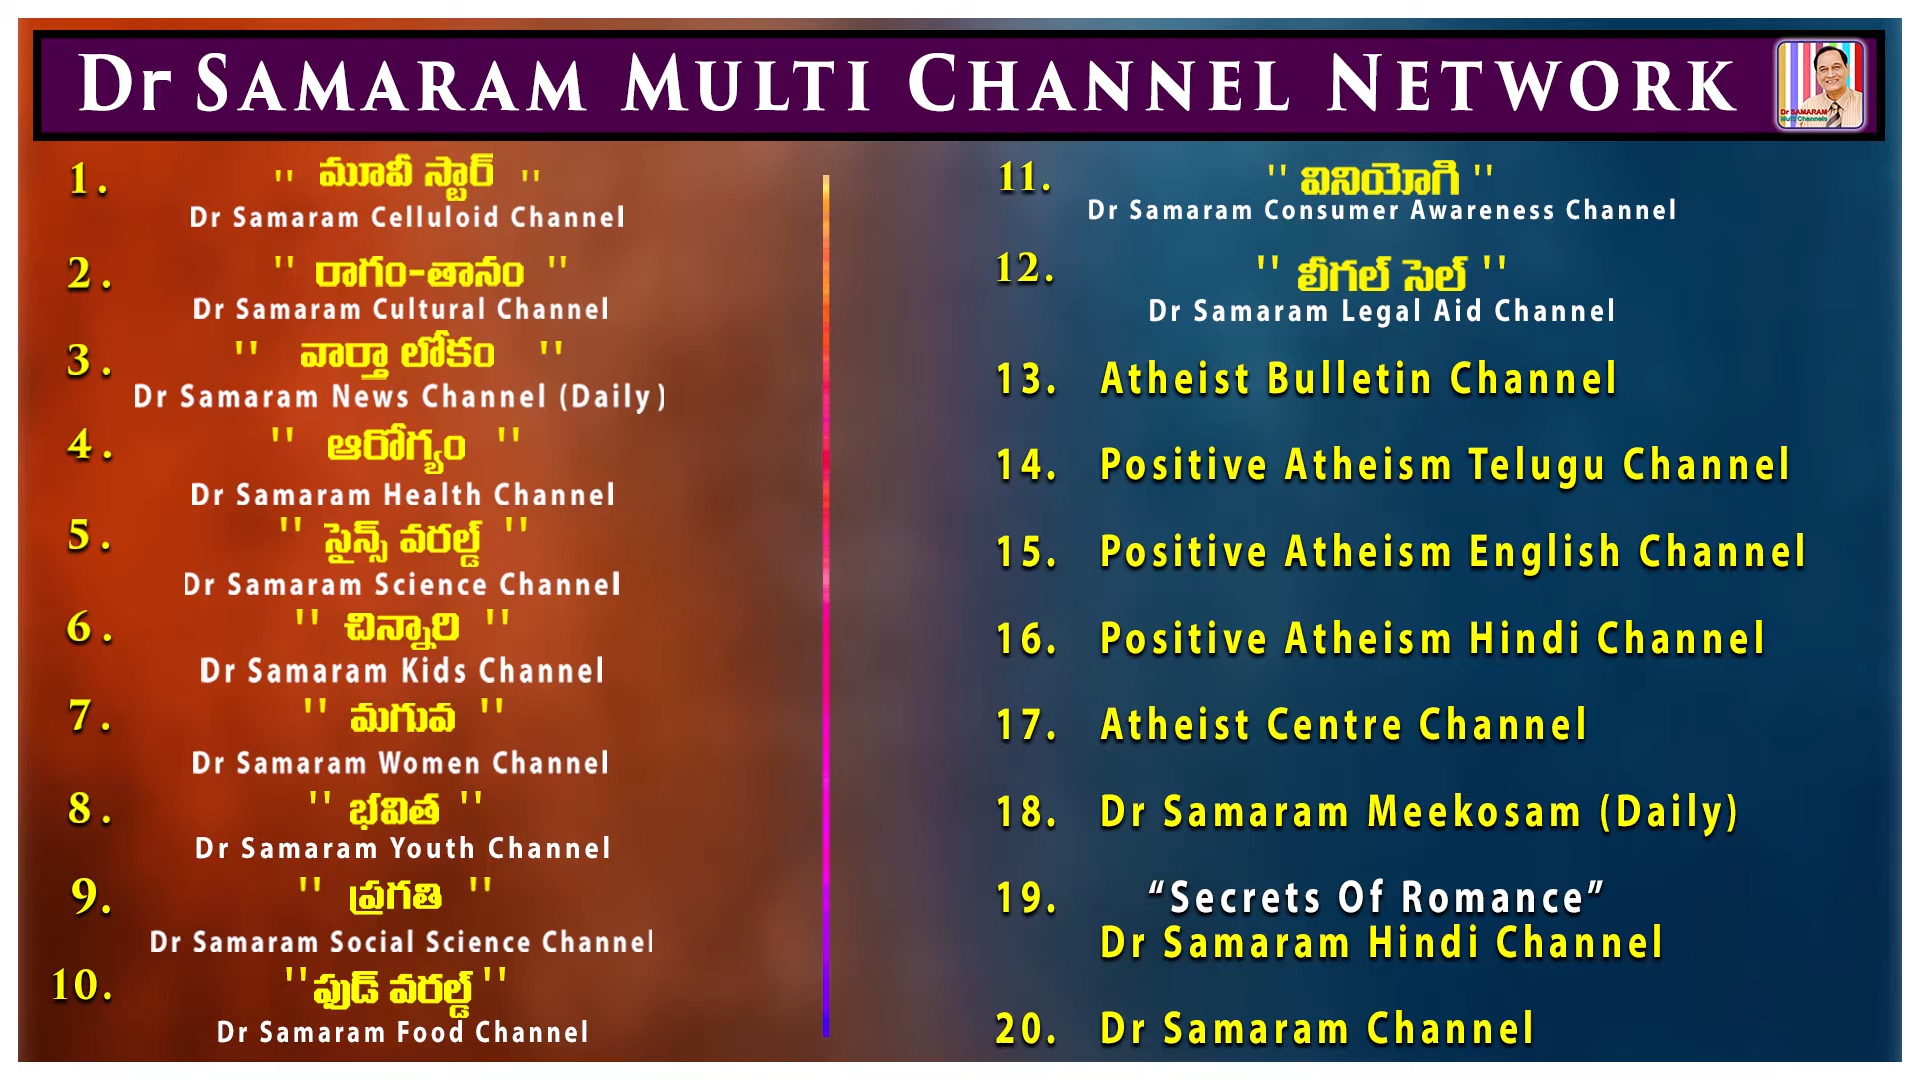 Dr Samaram Multi Channel Network
Dr SAMARAM
Multi Channels
1. '' మూవీ స్టార్ ''
Dr Samaram Celluloid Channel
2. '' రాగం-తానం ''
Dr Samaram Cultural Channel
3. '' వార్తా లోకం ''
Dr Samaram News Channel (Daily)
4. '' ఆరోగ్యం ''
Dr Samaram Health Channel
5. '' సైన్స్ వరల్డ్ ''
Dr Samaram Science Channel
6. '' చిన్నారి ''
Dr Samaram Kids Channel
7. '' మగువ ''
Dr Samaram Women Channel
8. '' భవిత ''
Dr Samaram Youth Channel
9. '' ప్రగతి ''
Dr Samaram Social Science Channel
10. ''ఫుడ్ వరల్డ్''
Dr Samaram Food Channel
11. '' వినియోగి ''
Dr Samaram Consumer Awareness Channel
12. '' లీగల్ సెల్ ''
Dr Samaram Legal Aid Channel
13. Atheist Bulletin Channel
14. Positive Atheism Telugu Channel
15. Positive Atheism English Channel
16. Positive Atheism Hindi Channel
17. Atheist Centre Channel
18. Dr Samaram Meekosam (Daily)
19. “Secrets Of Romance”
Dr Samaram Hindi Channel
20. Dr Samaram Channel